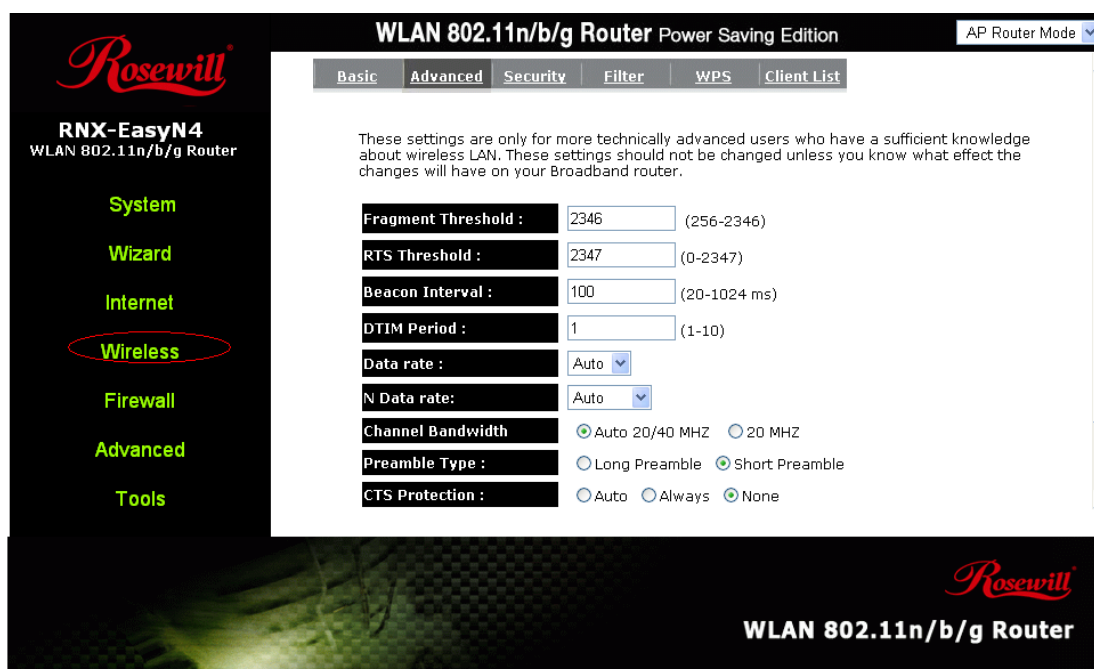 WLAN 802.11n/b/g Router Power Saving Edition
AP Router Mode
Rosewill
RNX-EasyN4
WLAN 802.11n/b/g Router
System
Wizard
Internet
Wireless
Firewall
Advanced
Tools
Basic Advanced Security Filter WPS Client List
These settings are only for more technically advanced users who have a sufficient knowledge
about wireless LAN. These settings should not be changed unless you know what effect the
changes will have on your Broadband router.
Fragment Threshold : 2346 (256-2346)
RTS Threshold : 2347 (0-2347)
Beacon Interval : 100 (20-1024 ms)
DTIM Period : 1 (1-10)
Data rate : Auto
N Data rate: Auto
Channel Bandwidth Auto 20/40 MHZ 20 MHZ
Preamble Type : Long Preamble Short Preamble
CTS Protection : Auto Always None
Rosewill
WLAN 802.11n/b/g Router